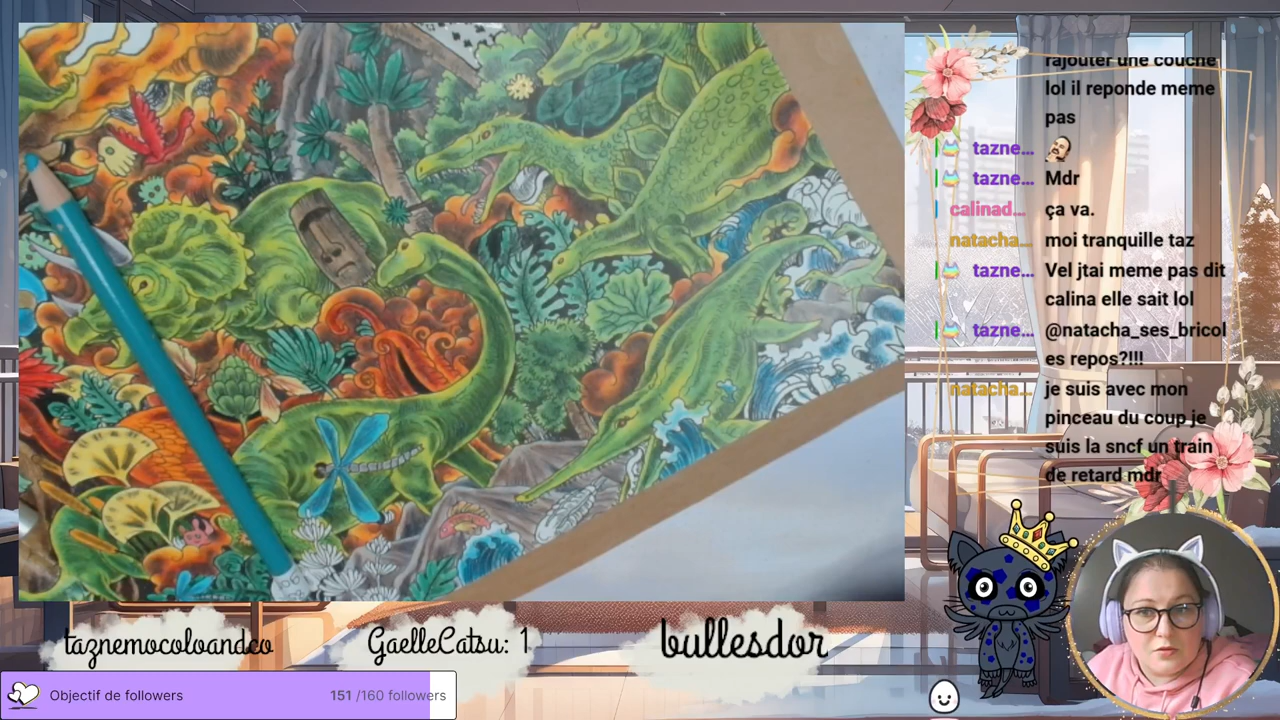 rajouter une couche
lol il reponde meme
pas
tazne...
tazne... Mdr
calinad... ça va.
natacha... moi tranquille taz
tazne... Vel jtai meme pas dit
calina elle sait lol
tazne... @natacha_ses_bricol
es repos?!!!
natacha... je suis avec mon
pinceau du coup je
suis la sncf un train
de retard mdr
taznemocoloandco
GaelleCatsu: 1
bullesdor
Objectif de followers 151 /160 followers